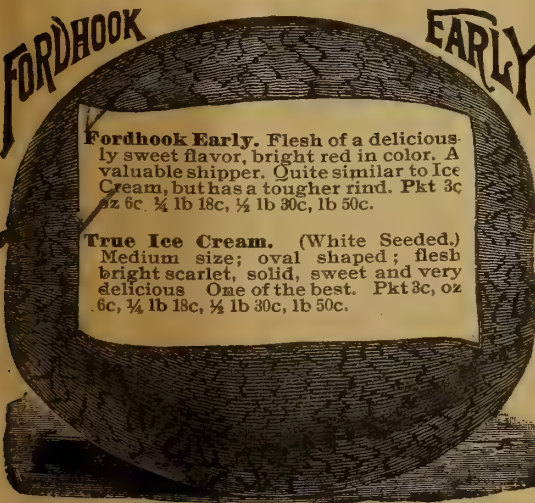 FORDHOOK EARLY
Fordhook Early. Flesh of a delicious-
ly sweet flavor, bright red in color. A
valuable shipper. Quite similar to Ice
Cream, but has a tougher rind. Pkt 3c
oz 6c. ¼ lb 18c, ½ lb 30c, lb 50c.
True Ice Cream. (White Seeded.)
Medium size; oval shaped; flesh
bright scarlet, solid, sweet and very
delicious One of the best. Pkt 3c, oz
6c, ¼ lb 18c, ½ lb 30c, lb 50c.